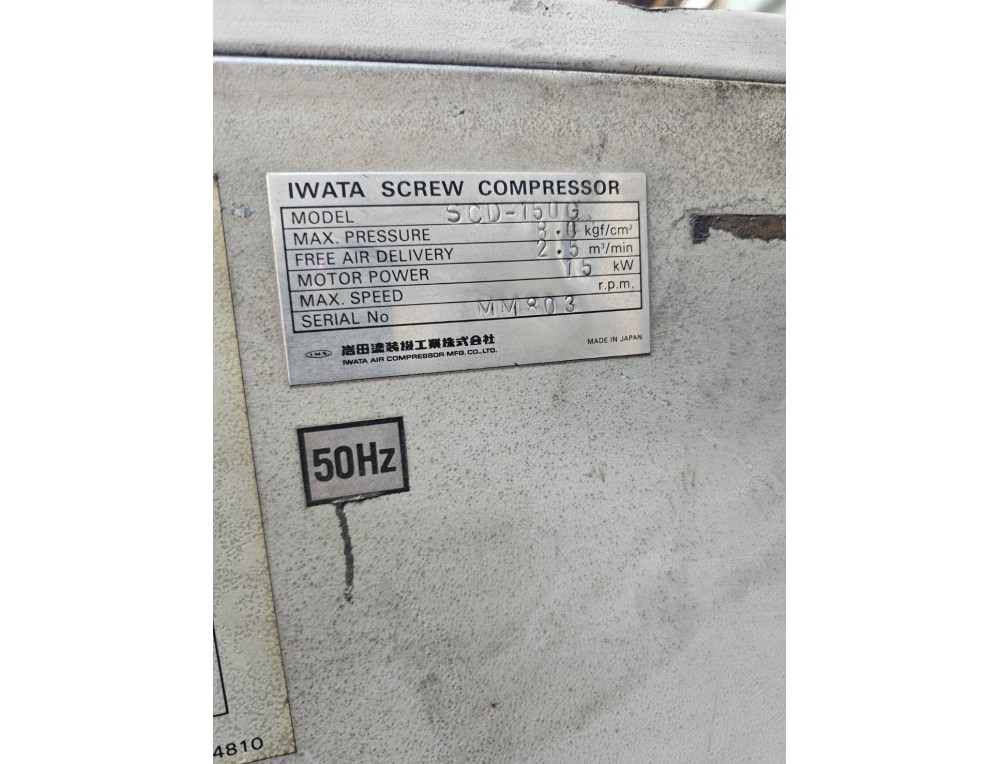 IWATA SCREW COMPRESSOR
MODEL SCD-150G
MAX. PRESSURE 8.0 kgf/cm²
FREE AIR DELIVERY 2.5 m³/min
MOTOR POWER 15 kW
MAX. SPEED r.p.m.
SERIAL No MM803
岩田塗装機工業株式会社
IWATA AIR COMPRESSOR MFG. CO., LTD.
MADE IN JAPAN
50Hz
4810